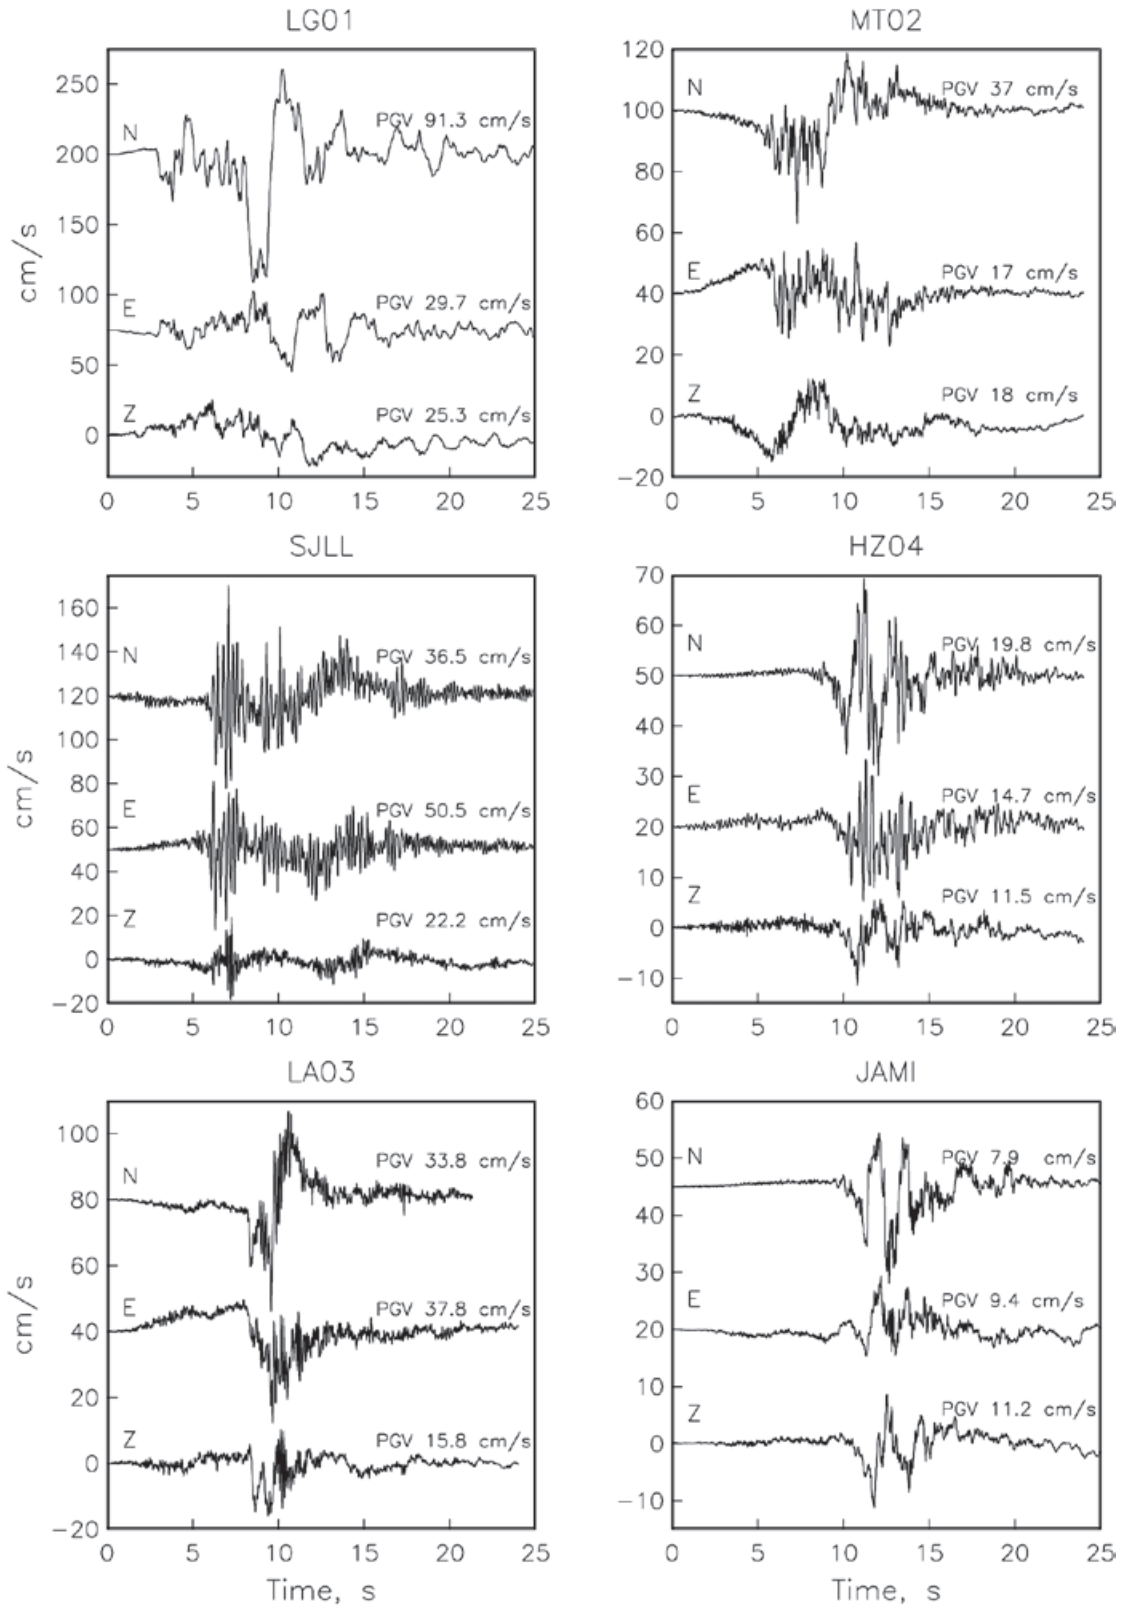 LG01
250
200
150
100
50
0
cm/s
N
PGV 91.3 cm/s
E
PGV 29.7 cm/s
Z
PGV 25.3 cm/s
0 5 10 15 20 25
MT02
120
100
80
60
40
20
0
−20
N
PGV 37 cm/s
E
PGV 17 cm/s
Z
PGV 18 cm/s
0 5 10 15 20 25
SJLL
160
140
120
100
80
60
40
20
0
−20
cm/s
N
PGV 36.5 cm/s
E
PGV 50.5 cm/s
Z
PGV 22.2 cm/s
0 5 10 15 20 25
HZ04
70
60
50
40
30
20
10
0
−10
N
PGV 19.8 cm/s
E
PGV 14.7 cm/s
Z
PGV 11.5 cm/s
0 5 10 15 20 25
LA03
100
80
60
40
20
0
−20
cm/s
N
PGV 33.8 cm/s
E
PGV 37.8 cm/s
Z
PGV 15.8 cm/s
0 5 10 15 20 25
Time, s
JAMI
60
50
40
30
20
10
0
−10
N
PGV 7.9 cm/s
E
PGV 9.4 cm/s
Z
PGV 11.2 cm/s
0 5 10 15 20 25
Time, s